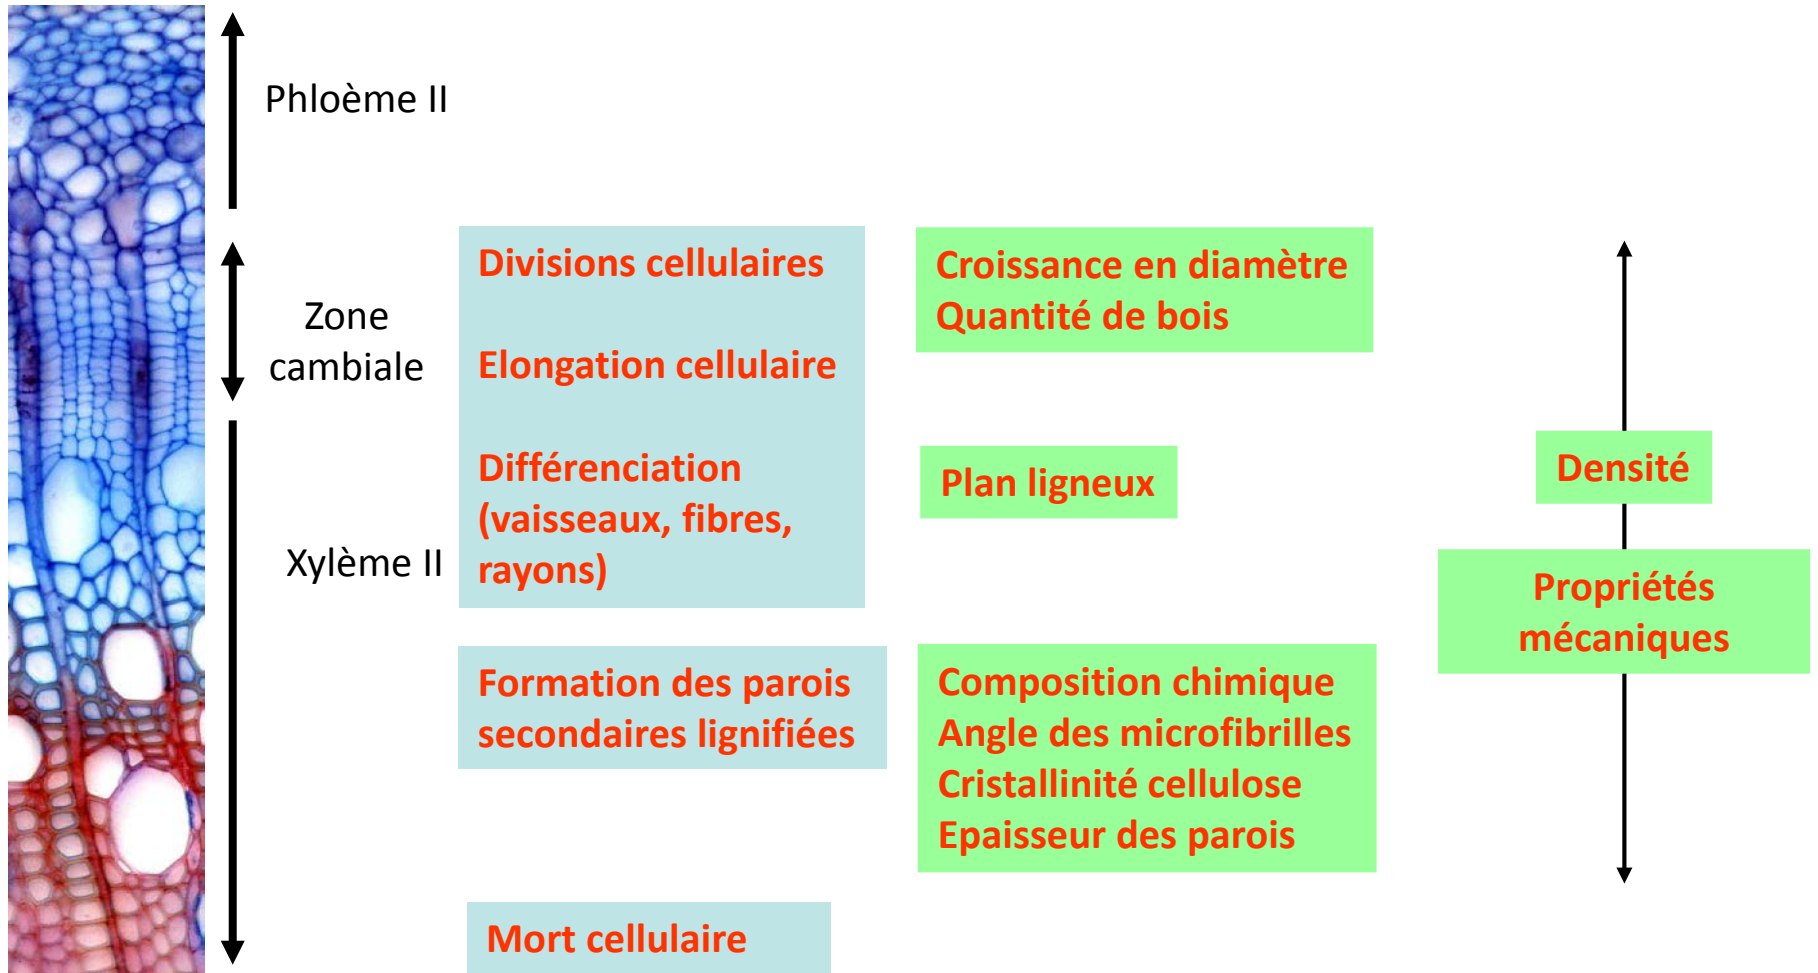 Phloème II
Zone
cambiale
Xylème II
Divisions cellulaires
Elongation cellulaire
Différenciation
(vaisseaux, fibres,
rayons)
Formation des parois
secondaires lignifiées
Mort cellulaire
Croissance en diamètre
Quantité de bois
Plan ligneux
Composition chimique
Angle des microfibrilles
Cristallinité cellulose
Epaisseur des parois
Densité
Propriétés
mécaniques